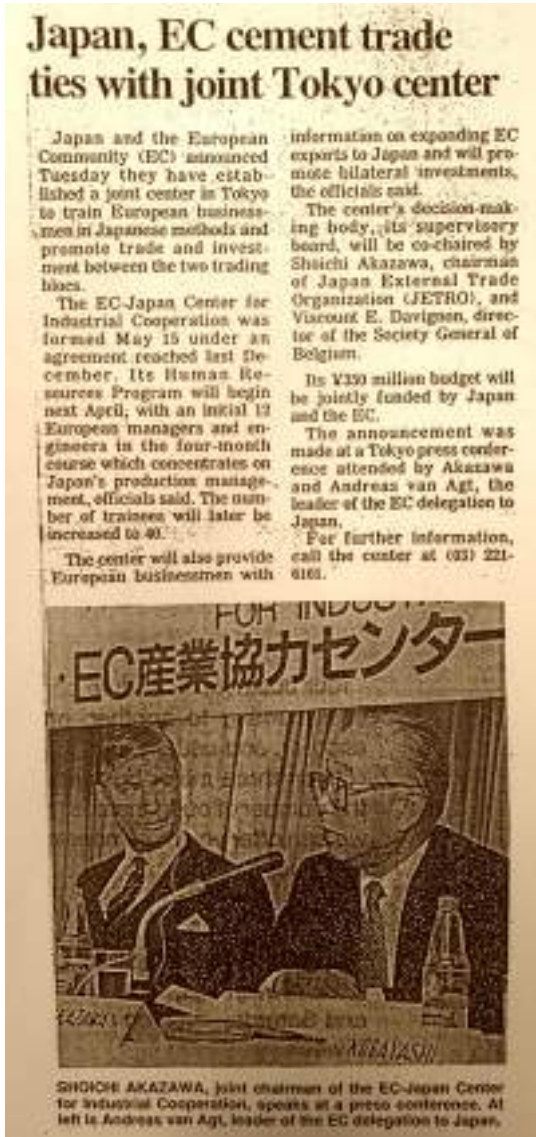 Japan, EC cement trade
ties with joint Tokyo center
Japan and the European
Community (EC) announced
Tuesday they have estab-
lished a joint center in Tokyo
to train European business-
men in Japanese methods and
promote trade and invest-
ment between the two trading
blocs.
The EC-Japan Center for
Industrial Cooperation was
formed May 15 under an
agreement reached last De-
cember. Its Human Re-
sources Program will begin
next April, with an initial 12
European managers and en-
gineers in the four-month
course which concentrates on
Japan's production manage-
ment, officials said. The num-
ber of trainees will later be
increased to 40.
The center will also provide
European businessmen with
information on expanding EC
exports to Japan and will pro-
mote bilateral investments,
the officials said.
The center's decision-mak-
ing body, its supervisory
board, will be co-chaired by
Shoichi Akazawa, chairman
of Japan External Trade
Organization (JETRO), and
Viscount E. Davignon, direc-
tor of the Society General of
Belgium.
Its ¥350 million budget will
be jointly funded by Japan
and the EC.
The announcement was
made at a Tokyo press confer-
ence attended by Akazawa
and Andreas van Agt, the
leader of the EC delegation to
Japan.
For further information,
call the center at (03) 221-
6161.
FOR INDUSTRIAL
・EC産業協力センター
KOBAYASHI
SHOICHI AKAZAWA, joint chairman of the EC-Japan Center
for Industrial Cooperation, speaks at a press conference. At
left is Andreas van Agt, leader of the EC delegation to Japan.